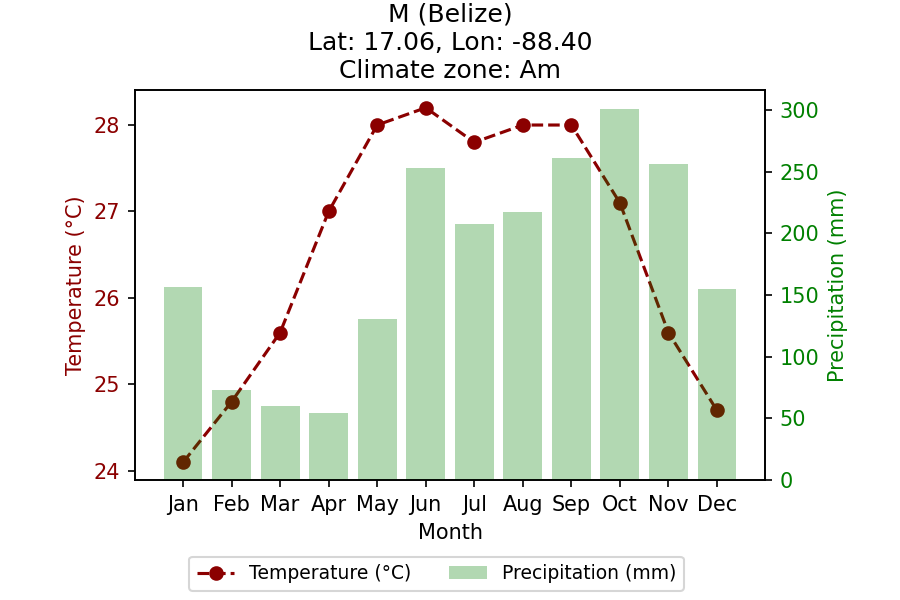 M (Belize)
Lat: 17.06, Lon: -88.40
Climate zone: Am
Temperature (°C)
28
27
26
25
24
Precipitation (mm)
300
250
200
150
100
50
0
Jan Feb Mar Apr May Jun Jul Aug Sep Oct Nov Dec
Month
Temperature (°C) Precipitation (mm)